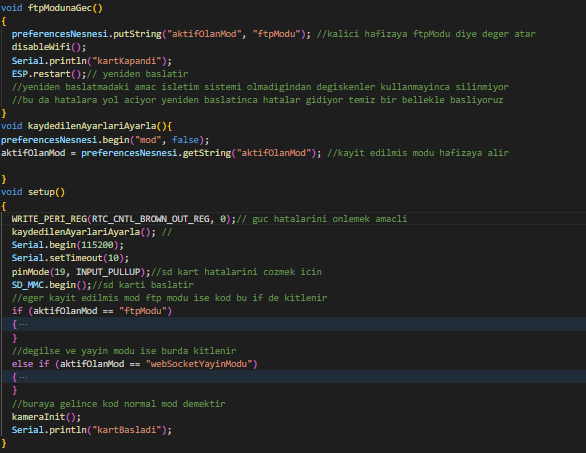 void ftpModunaGec()
{
  preferencesNesnesi.putString("aktifOlanMod", "ftpModu"); //kalici hafizaya ftpModu diye deger atar
  disableWifi();
  Serial.println("kartKapandi");
  ESP.restart();// yeniden baslatir
  //yeniden baslatmadaki amac isletim sistemi olmadigindan degiskenler kullanmayinca silinmiyor
  //bu da hatalara yol aciyor yeniden baslatinca hatalar gidiyor temiz bir bellekle basliyoruz
}
void kaydedilenAyarlariAyarla(){
preferencesNesnesi.begin("mod", false);
aktifOlanMod = preferencesNesnesi.getString("aktifOlanMod"); //kayit edilmis modu hafizaya alir

}
void setup()
{
  WRITE_PERI_REG(RTC_CNTL_BROWN_OUT_REG, 0);// guc hatalarini onlemek amacli
  kaydedilenAyarlariAyarla(); //
  Serial.begin(115200);
  Serial.setTimeout(10);
  pinMode(19, INPUT_PULLUP);//sd kart hatalarini cozmek icin
  SD_MMC.begin();//sd karti baslatir
  //eger kayit edilmis mod ftp modu ise kod bu if de kitlenir
  if (aktifOlanMod == "ftpModu")
  { ⋯
  }
  //degilse ve yayin modu ise burda kitlenir
  else if (aktifOlanMod == "webSocketYayinModu")
  { ⋯
  }
  //buraya gelince kod normal mod demektir
  kameraInit();
  Serial.println("kartBasladi");
}